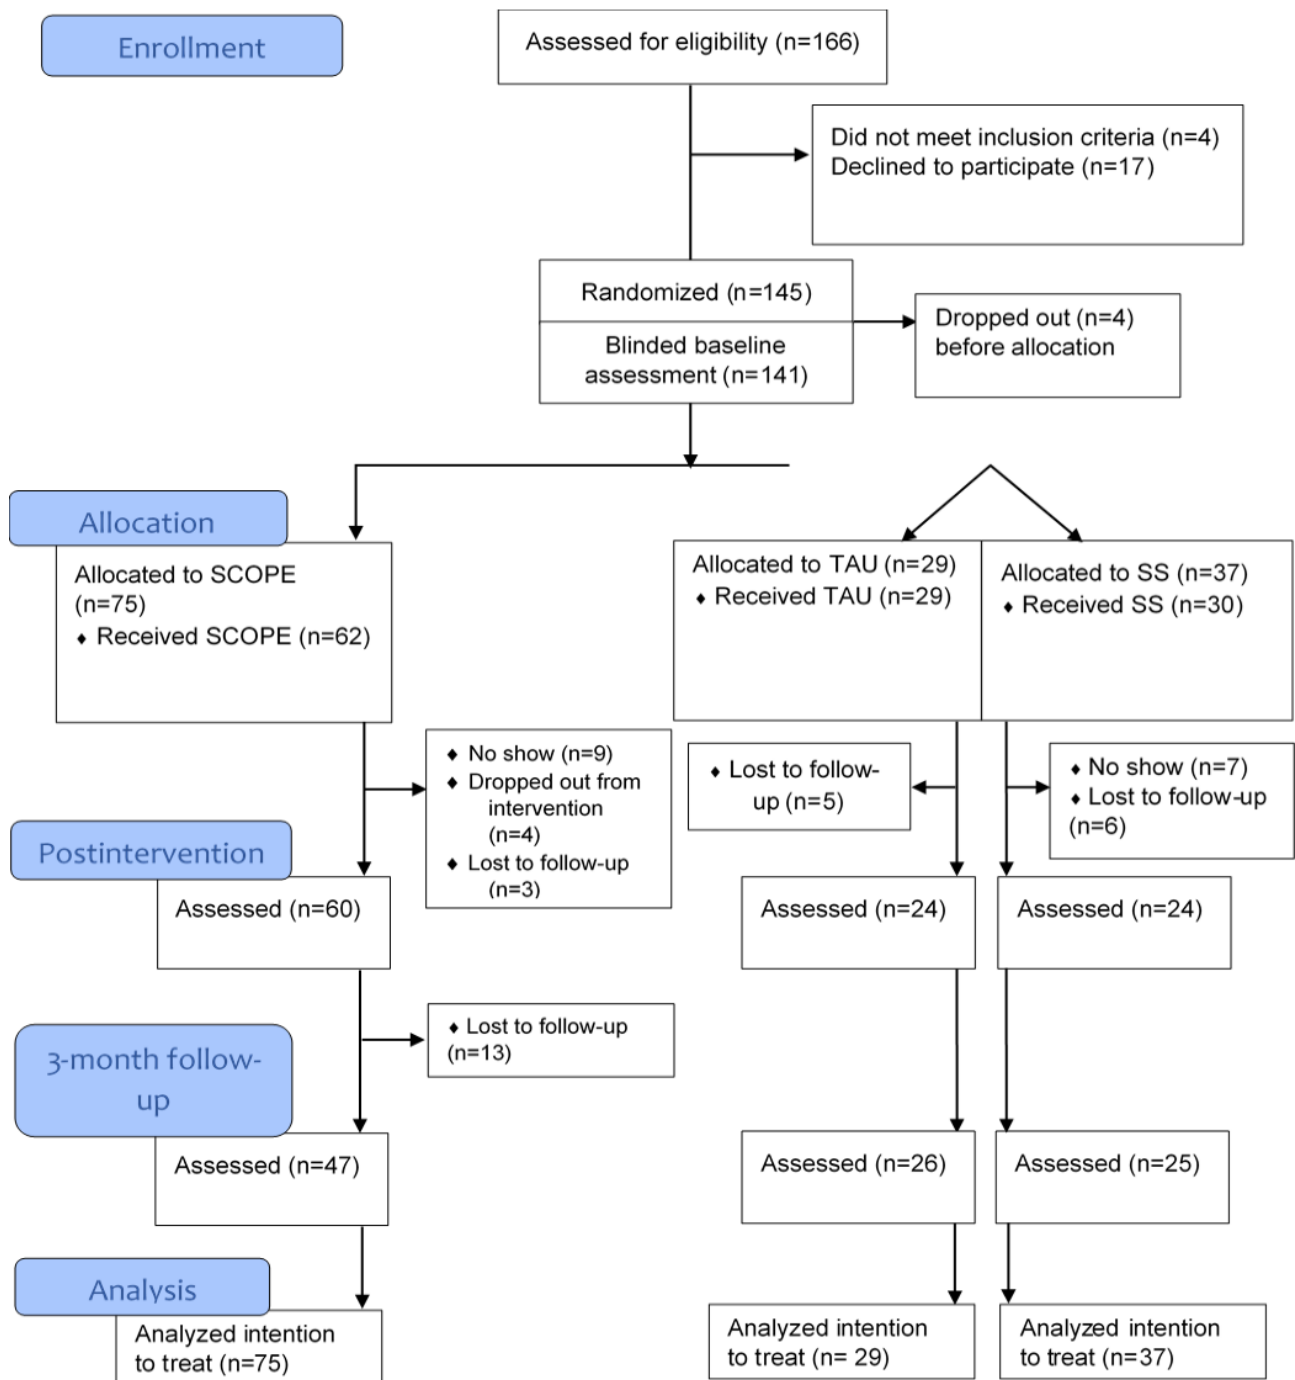 Enrollment
Assessed for eligibility (n=166)
Did not meet inclusion criteria (n=4)
Declined to participate (n=17)
Randomized (n=145)
Blinded baseline
assessment (n=141)
Dropped out (n=4)
before allocation
Allocation
Allocated to SCOPE
(n=75)
♦ Received SCOPE (n=62)
Allocated to TAU (n=29)
♦ Received TAU (n=29)
Allocated to SS (n=37)
♦ Received SS (n=30)
♦ No show (n=9)
♦ Dropped out from
intervention
(n=4)
♦ Lost to follow-up
(n=3)
♦ Lost to follow-
up (n=5)
♦ No show (n=7)
♦ Lost to follow-up
(n=6)
Postintervention
Assessed (n=60)
Assessed (n=24)
Assessed (n=24)
♦ Lost to follow-up
(n=13)
3-month follow-
up
Assessed (n=47)
Assessed (n=26)
Assessed (n=25)
Analysis
Analyzed intention
to treat (n=75)
Analyzed intention
to treat (n= 29)
Analyzed intention
to treat (n=37)